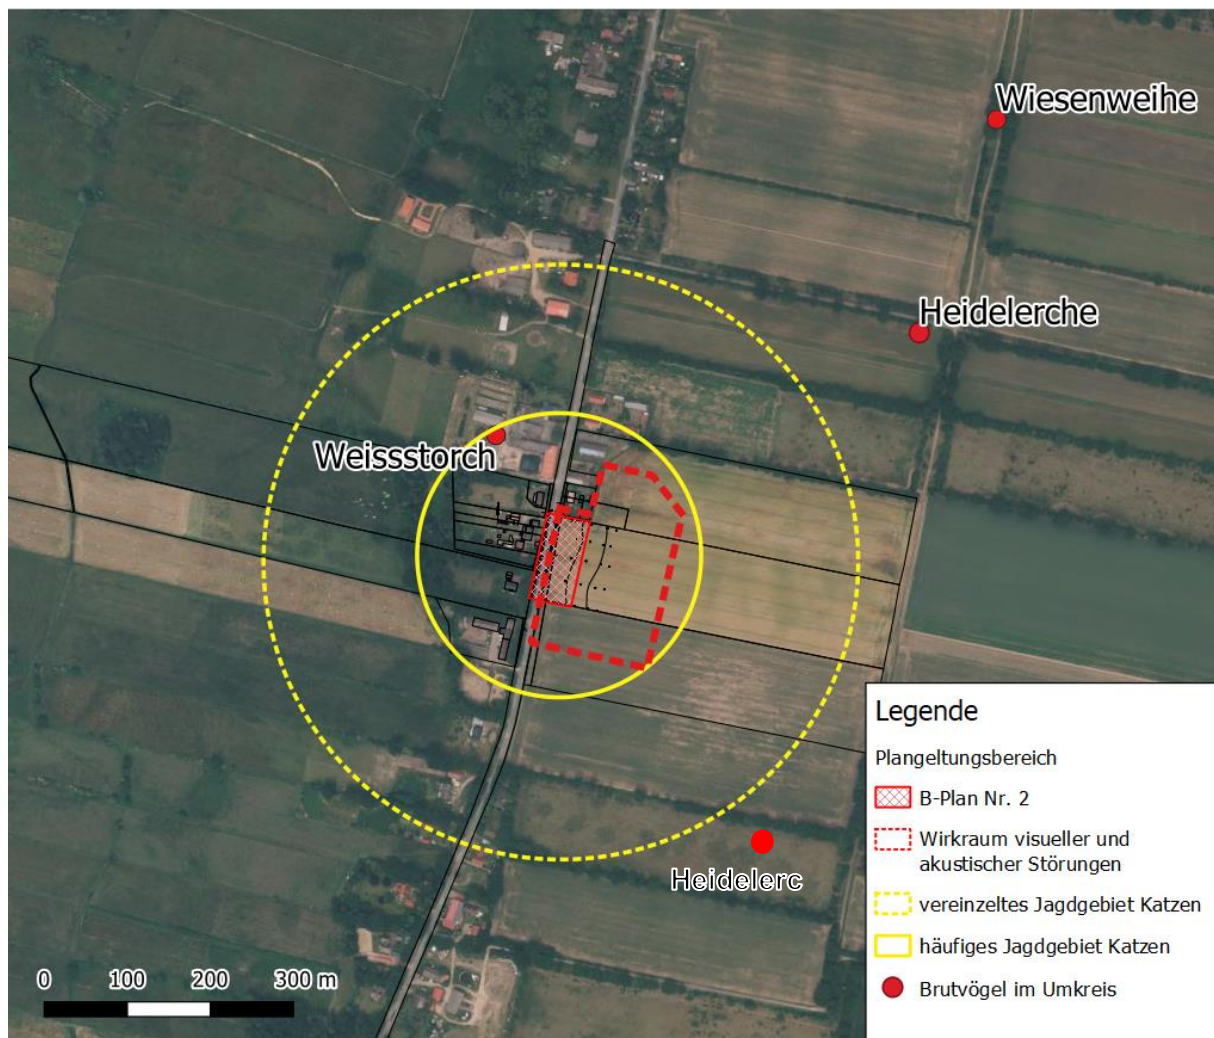 Wiesenweihe
Heidelerche
Weissstorch
Heidelerc
0 100 200 300 m
Legende
Plangeltungsbereich
B-Plan Nr. 2
Wirkraum visueller und
akustischer Störungen
vereinzeltes Jagdgebiet Katzen
häufiges Jagdgebiet Katzen
Brutvögel im Umkreis